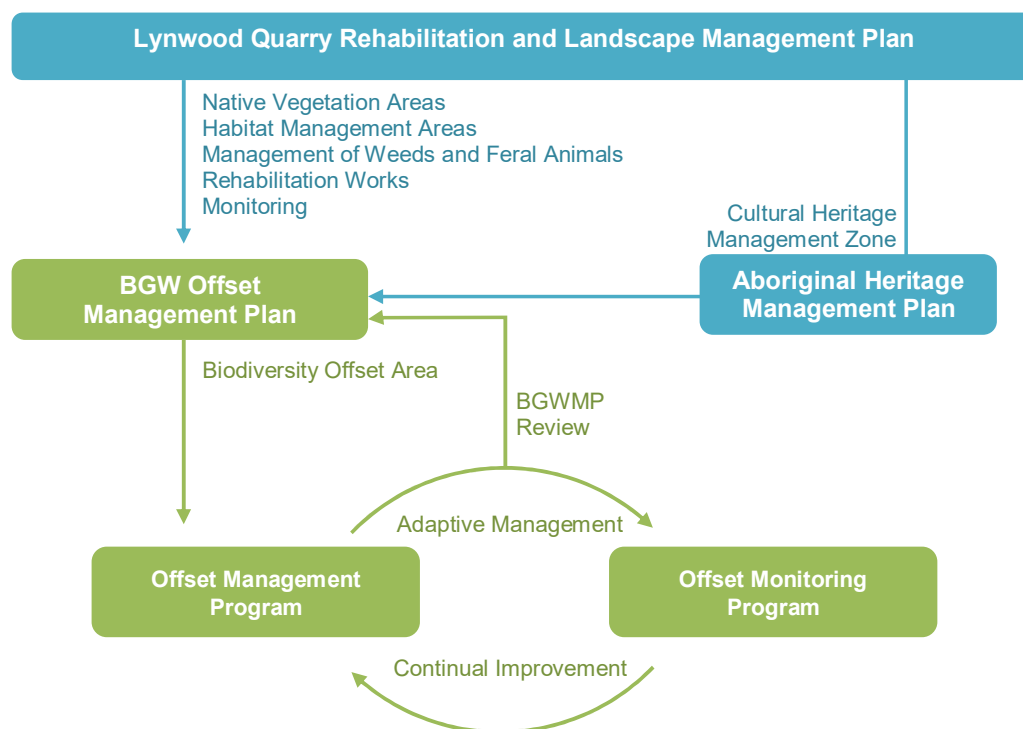 Lynwood Quarry Rehabilitation and Landscape Management Plan
Native Vegetation Areas
Habitat Management Areas
Management of Weeds and Feral Animals
Rehabilitation Works
Monitoring
Cultural Heritage
Management Zone
BGW Offset
Management Plan
Aboriginal Heritage
Management Plan
Biodiversity Offset Area
BGWMP
Review
Adaptive Management
Offset Management
Program
Offset Monitoring
Program
Continual Improvement